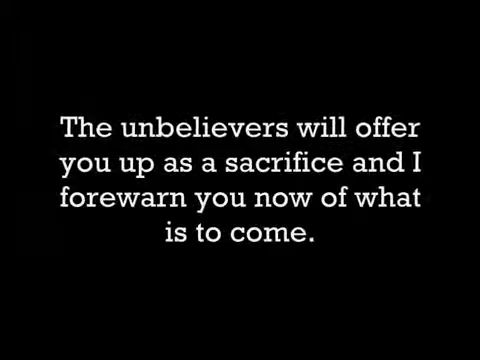 The unbelievers will offer
you up as a sacrifice and I
forewarn you now of what
is to come.